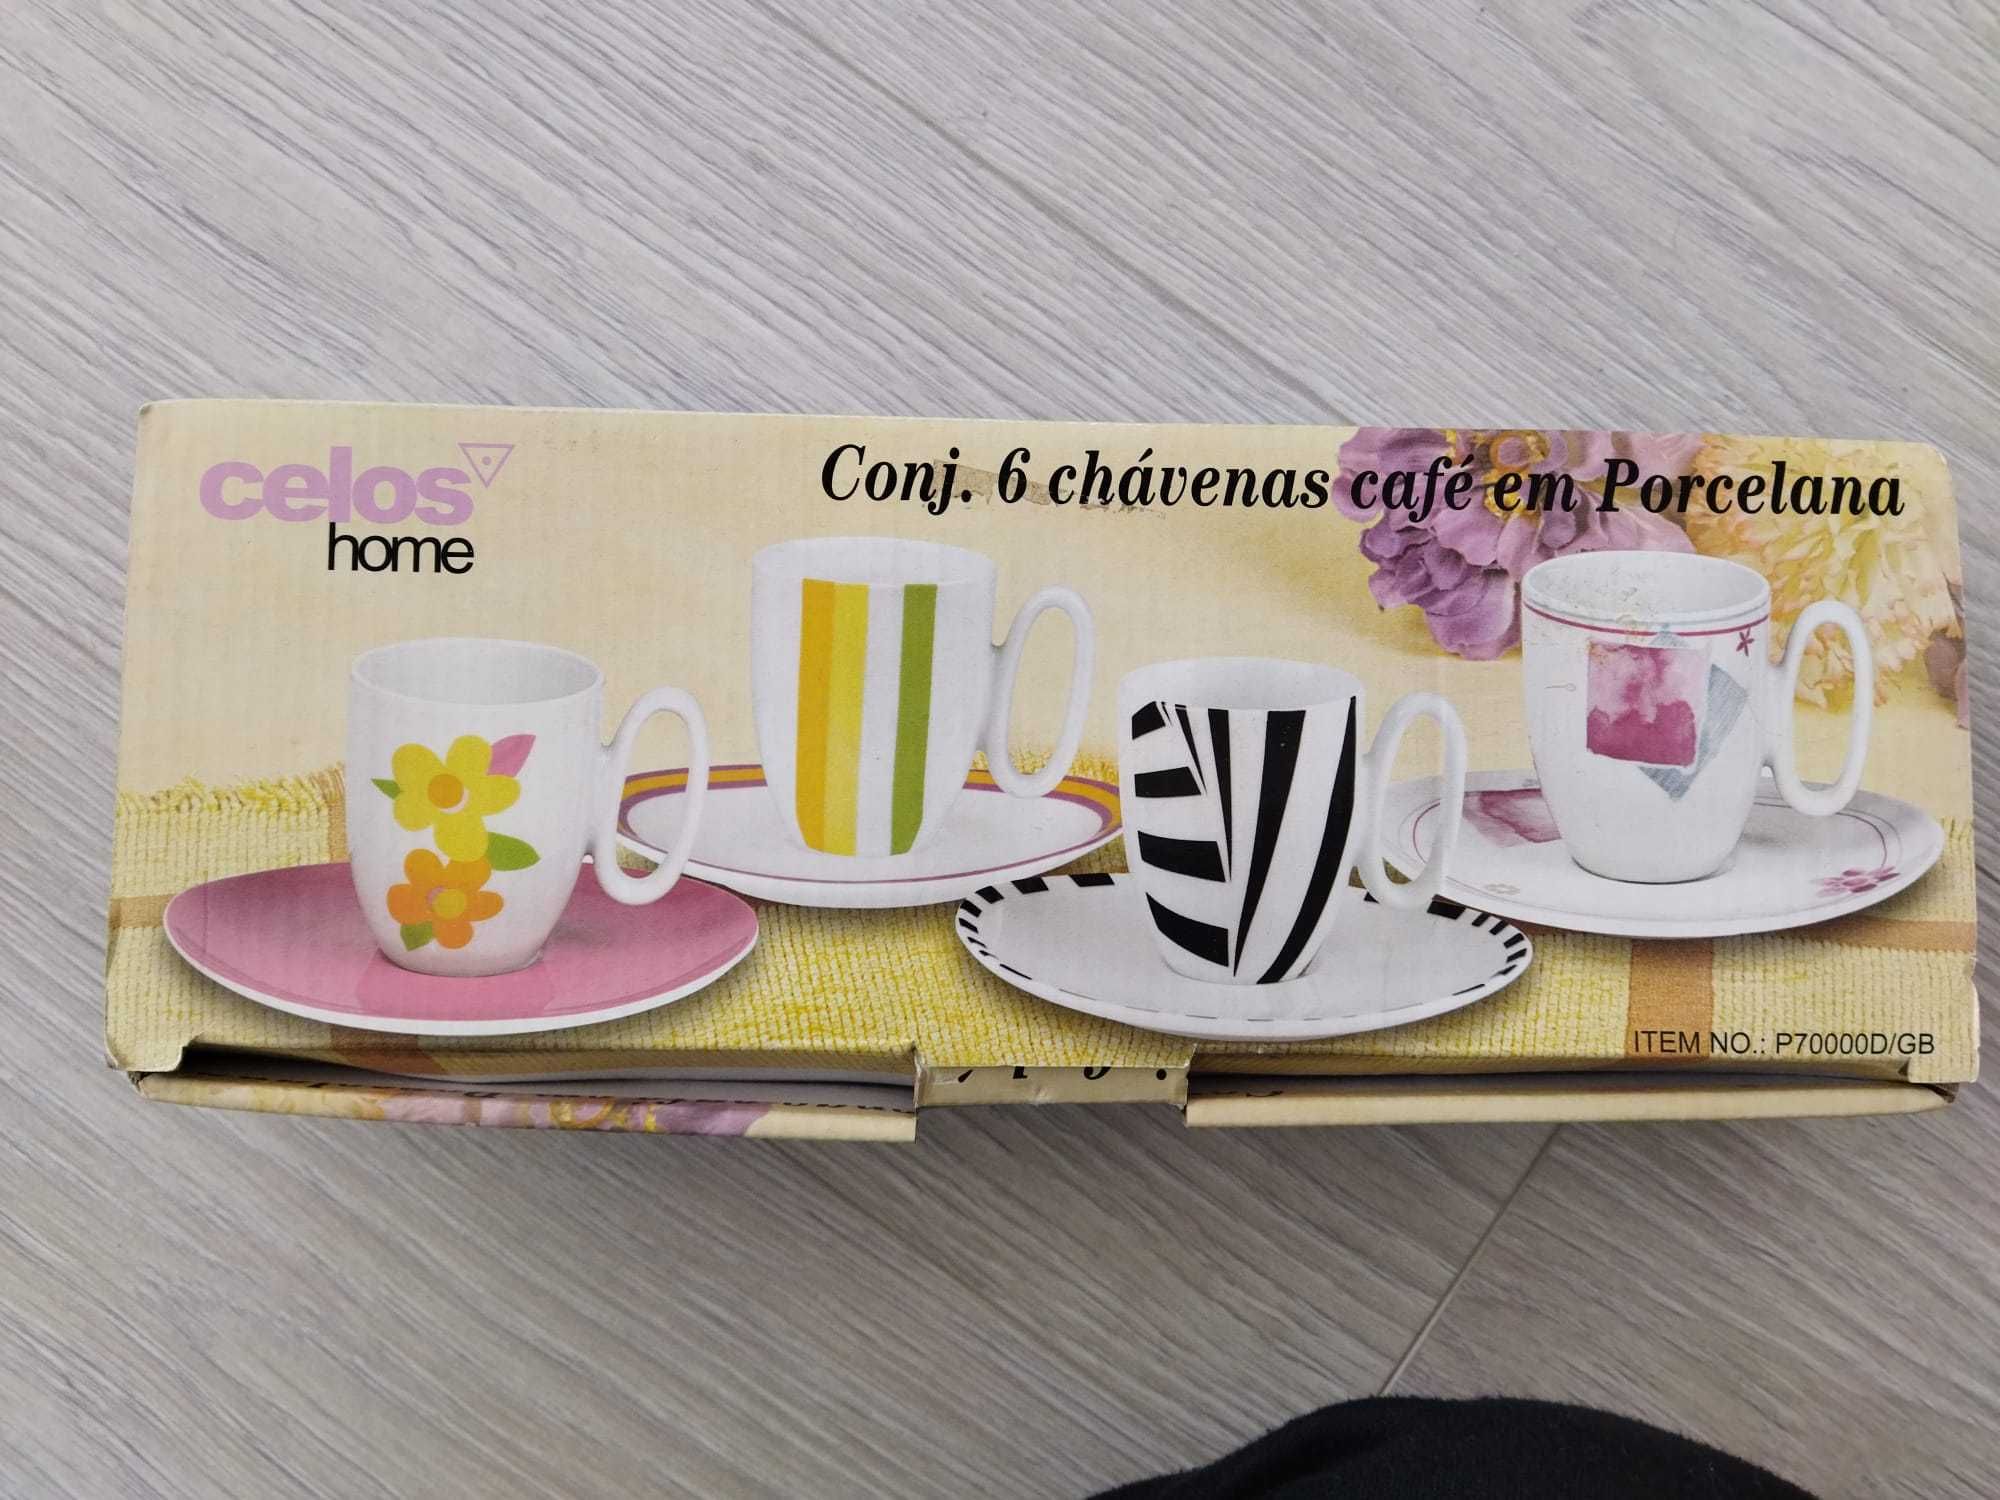 celos
home
Conj. 6 chávenas café em Porcelana
ITEM NO.: P70000D/GB